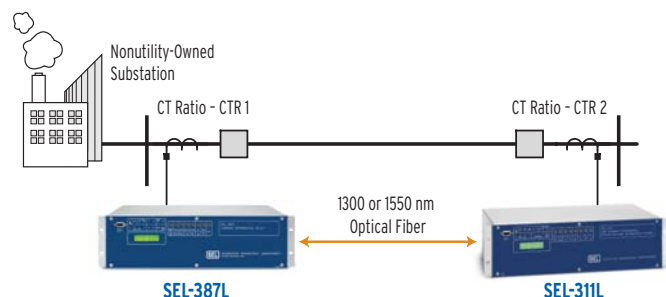 Nonutility-Owned
Substation
CT Ratio - CTR 1
CT Ratio - CTR 2
1300 or 1550 nm
Optical Fiber
SEL
SEL-387L
SEL-311L